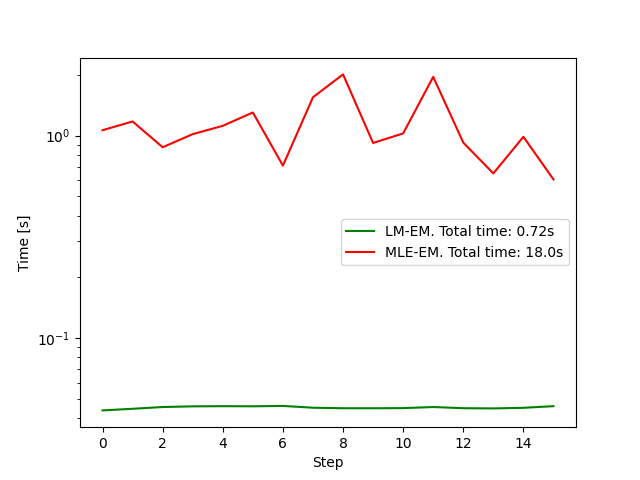 10⁰
10⁻¹
Time [s]
LM-EM. Total time: 0.72s
MLE-EM. Total time: 18.0s
0 2 4 6 8 10 12 14
Step